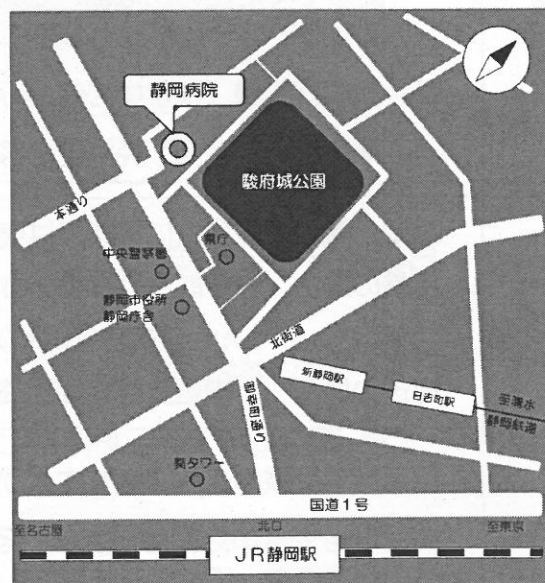 静岡病院
駿府城公園
本通り
県庁
中央警察署
静岡市役所
静岡庁舎
北街道
新静岡駅
日吉町駅
至清水
静岡鉄道
御幸町通り
葵タワー
国道1号
至名古屋
北口
至東京
JR静岡駅